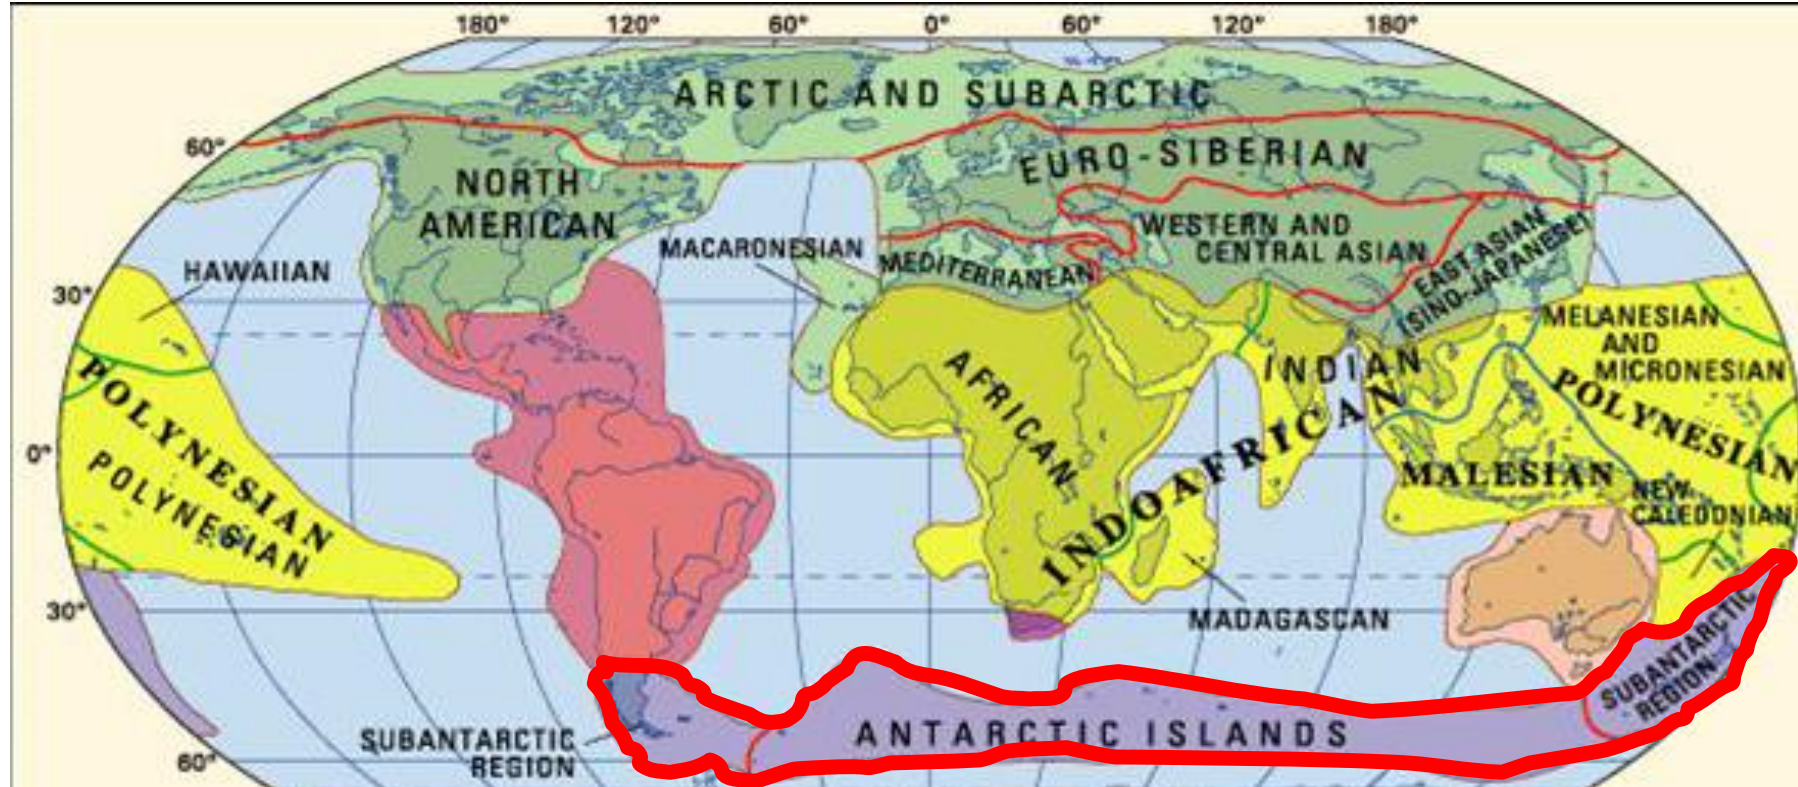 180° 120° 60° 0° 60° 120° 180°
ARCTIC AND SUBARCTIC
60°
EURO-SIBERIAN
NORTH
AMERICAN
WESTERN AND
CENTRAL ASIAN
EAST ASIAN
(SINO-JAPANESE)
MACARONESIAN
MEDITERRANEAN
HAWAIIAN
30°
MELANESIAN
AND
MICRONESIAN
POLYNESIAN
POLYNESIAN
AFRICAN
INDIAN
INDOAFRICAN
POLYNESIAN
MALESIAN
0°
NEW
CALEDONIAN
30°
MADAGASCAN
SUBANTARCTIC
REGION
ANTARCTIC ISLANDS
SUBANTARCTIC
REGION
60°